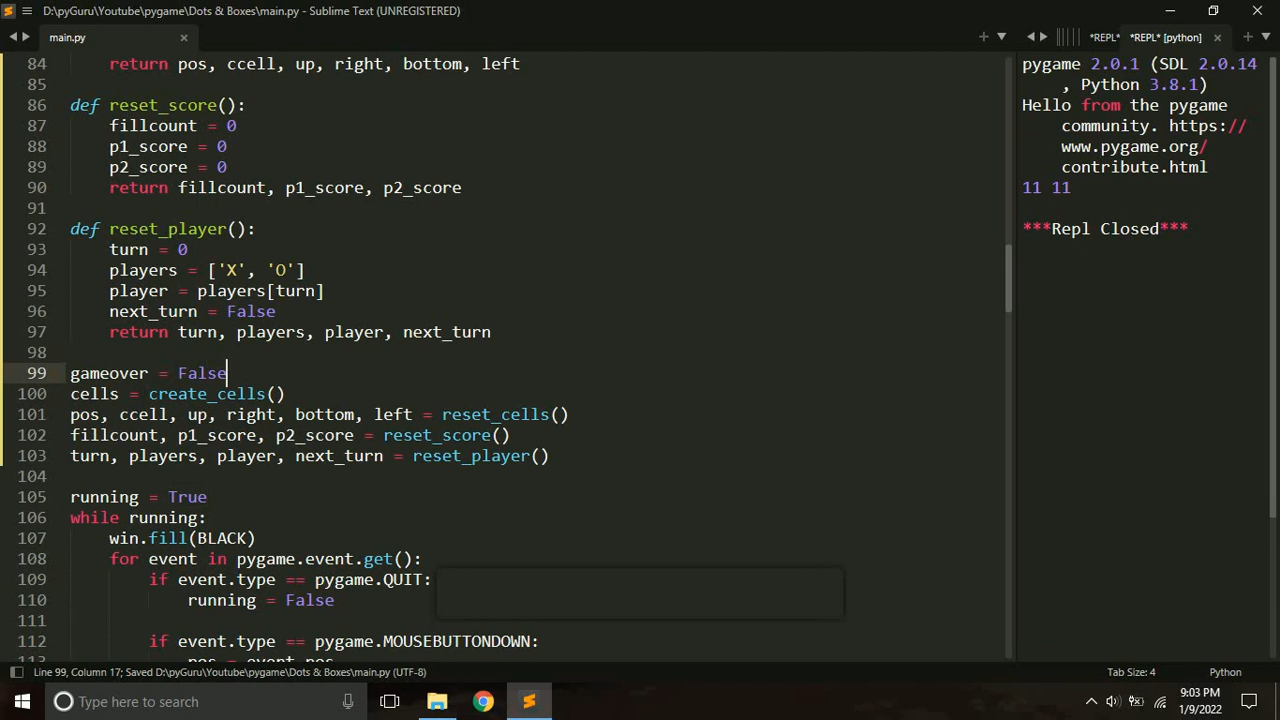 D:\pyGuru\Youtube\pygame\Dots & Boxes\main.py - Sublime Text (UNREGISTERED)
main.py
*REPL* *REPL* [python]
84 return pos, ccell, up, right, bottom, left
85
86 def reset_score():
87 fillcount = 0
88 p1_score = 0
89 p2_score = 0
90 return fillcount, p1_score, p2_score
91
92 def reset_player():
93 turn = 0
94 players = ['X', 'O']
95 player = players[turn]
96 next_turn = False
97 return turn, players, player, next_turn
98
99 gameover = False
100 cells = create_cells()
101 pos, ccell, up, right, bottom, left = reset_cells()
102 fillcount, p1_score, p2_score = reset_score()
103 turn, players, player, next_turn = reset_player()
104
105 running = True
106 while running:
107 win.fill(BLACK)
108 for event in pygame.event.get():
109 if event.type == pygame.QUIT:
110 running = False
111
112 if event.type == pygame.MOUSEBUTTONDOWN:
113 pos = event.pos
pygame 2.0.1 (SDL 2.0.14
, Python 3.8.1)
Hello from the pygame
community. https://
www.pygame.org/
contribute.html
11 11
***Repl Closed***
Line 99, Column 17; Saved D:\pyGuru\Youtube\pygame\Dots & Boxes\main.py (UTF-8)
Tab Size: 4
Python
Type here to search
9:03 PM
1/9/2022